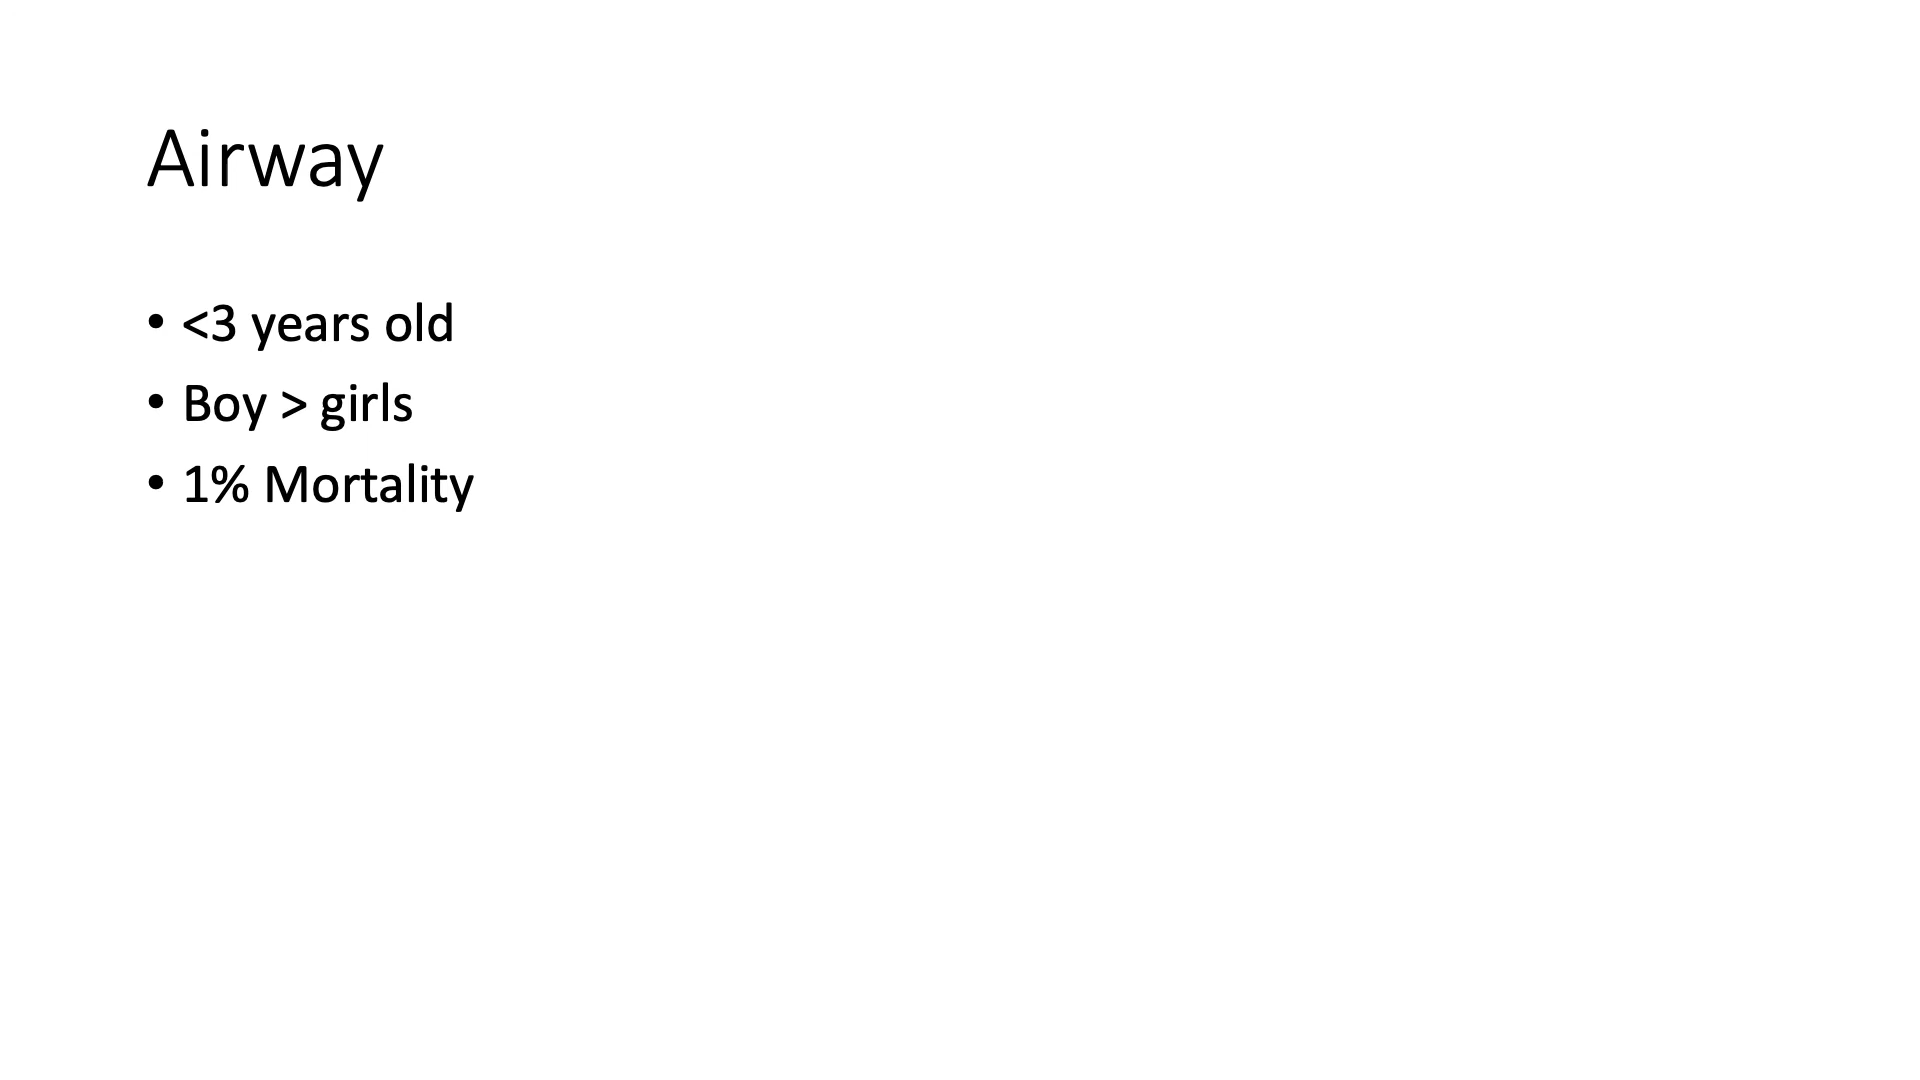 Airway
• <3 years old
• Boy > girls
• 1% Mortality